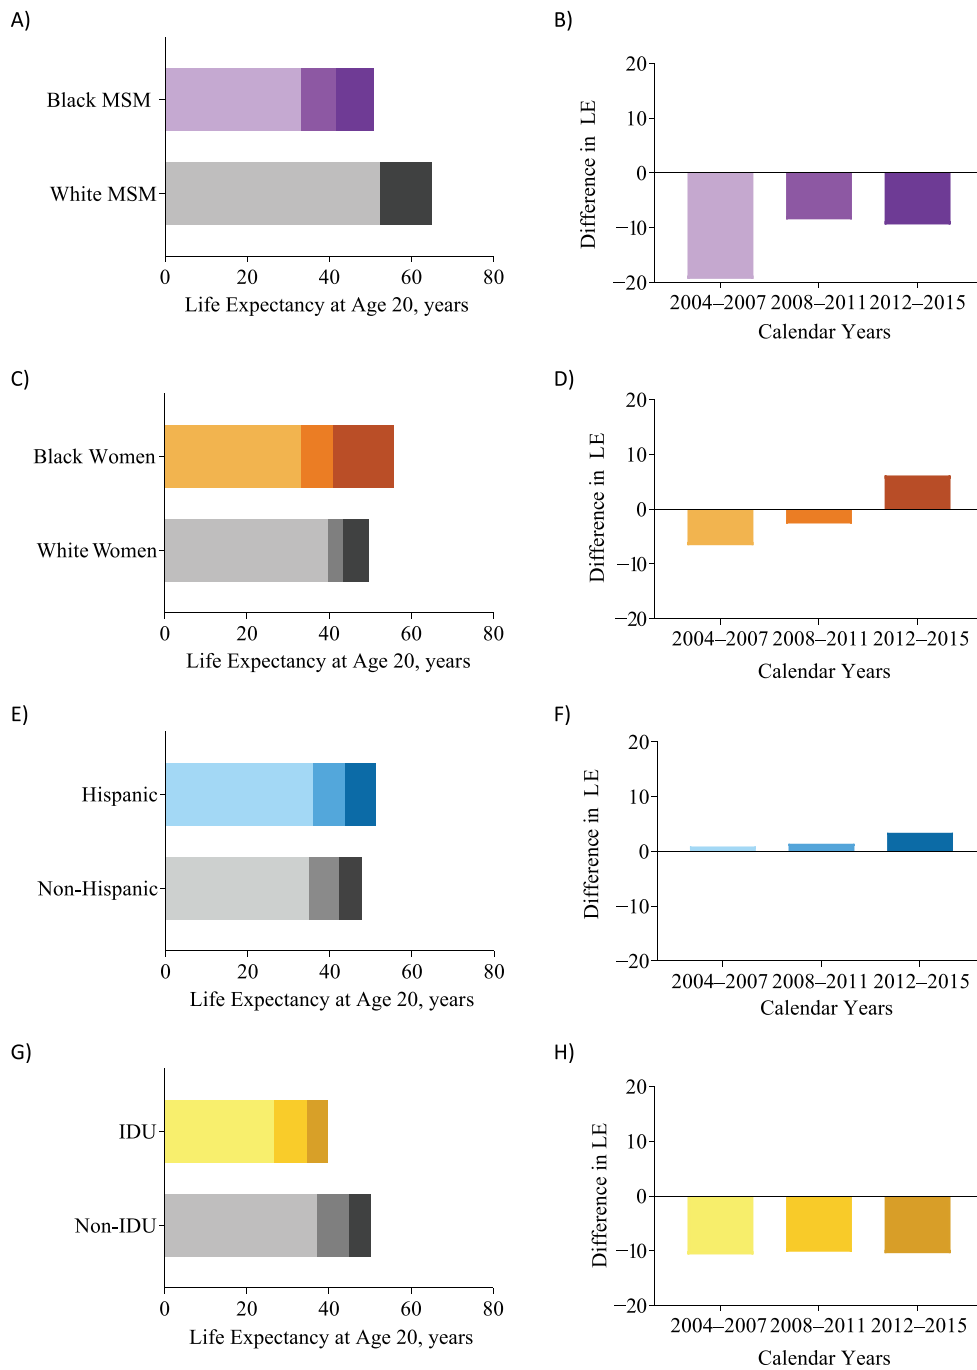 A)
Black MSM
White MSM
0 20 40 60 80
Life Expectancy at Age 20, years
B)
Difference in LE
20
10
0
−10
−20
2004–2007 2008–2011 2012–2015
Calendar Years
C)
Black Women
White Women
0 20 40 60 80
Life Expectancy at Age 20, years
D)
Difference in LE
20
10
0
−10
−20
2004–2007 2008–2011 2012–2015
Calendar Years
E)
Hispanic
Non-Hispanic
0 20 40 60 80
Life Expectancy at Age 20, years
F)
Difference in LE
20
10
0
−10
−20
2004–2007 2008–2011 2012–2015
Calendar Years
G)
IDU
Non-IDU
0 20 40 60 80
Life Expectancy at Age 20, years
H)
Difference in LE
20
10
0
−10
−20
2004–2007 2008–2011 2012–2015
Calendar Years